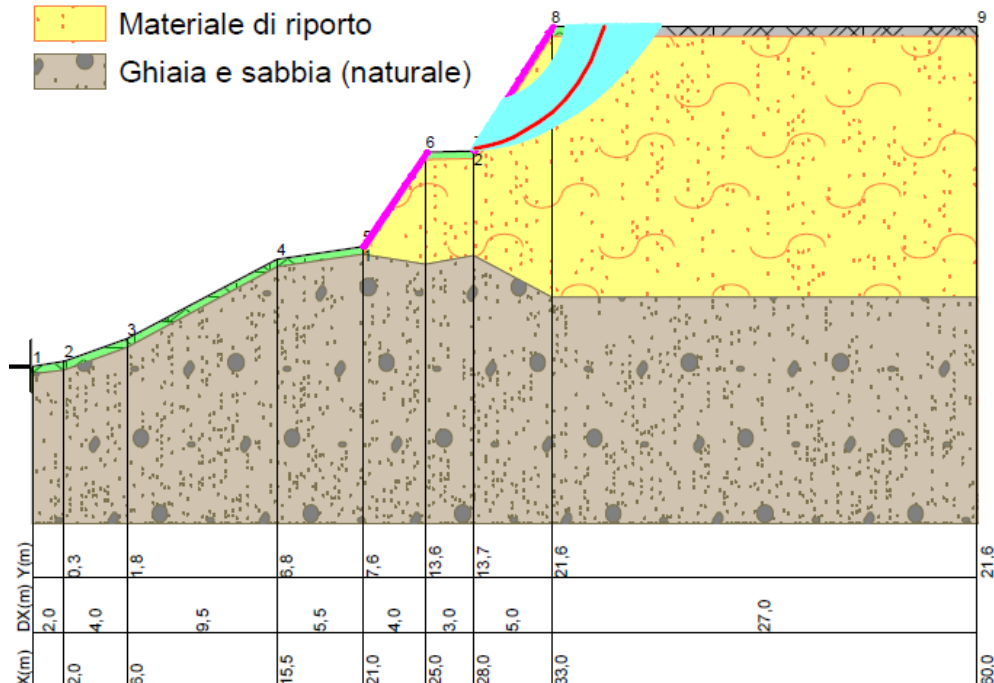 Materiale di riporto
Ghiaia e sabbia (naturale)
8
9
6
7
2
5
1
4
3
2
1
Y(m) 0,3 1,8 6,8 7,6 13,6 13,7 21,6 21,6
DX(m) 2,0 4,0 9,5 5,5 4,0 3,0 5,0 27,0
X(m) 2,0 6,0 15,5 21,0 25,0 28,0 33,0 60,0